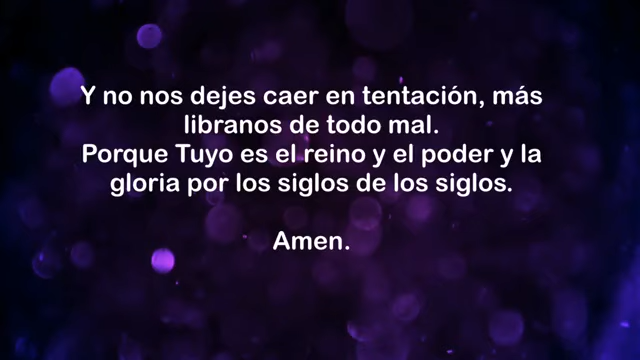 Y no nos dejes caer en tentación, más
libranos de todo mal.
Porque Tuyo es el reino y el poder y la
gloria por los siglos de los siglos.
Amen.